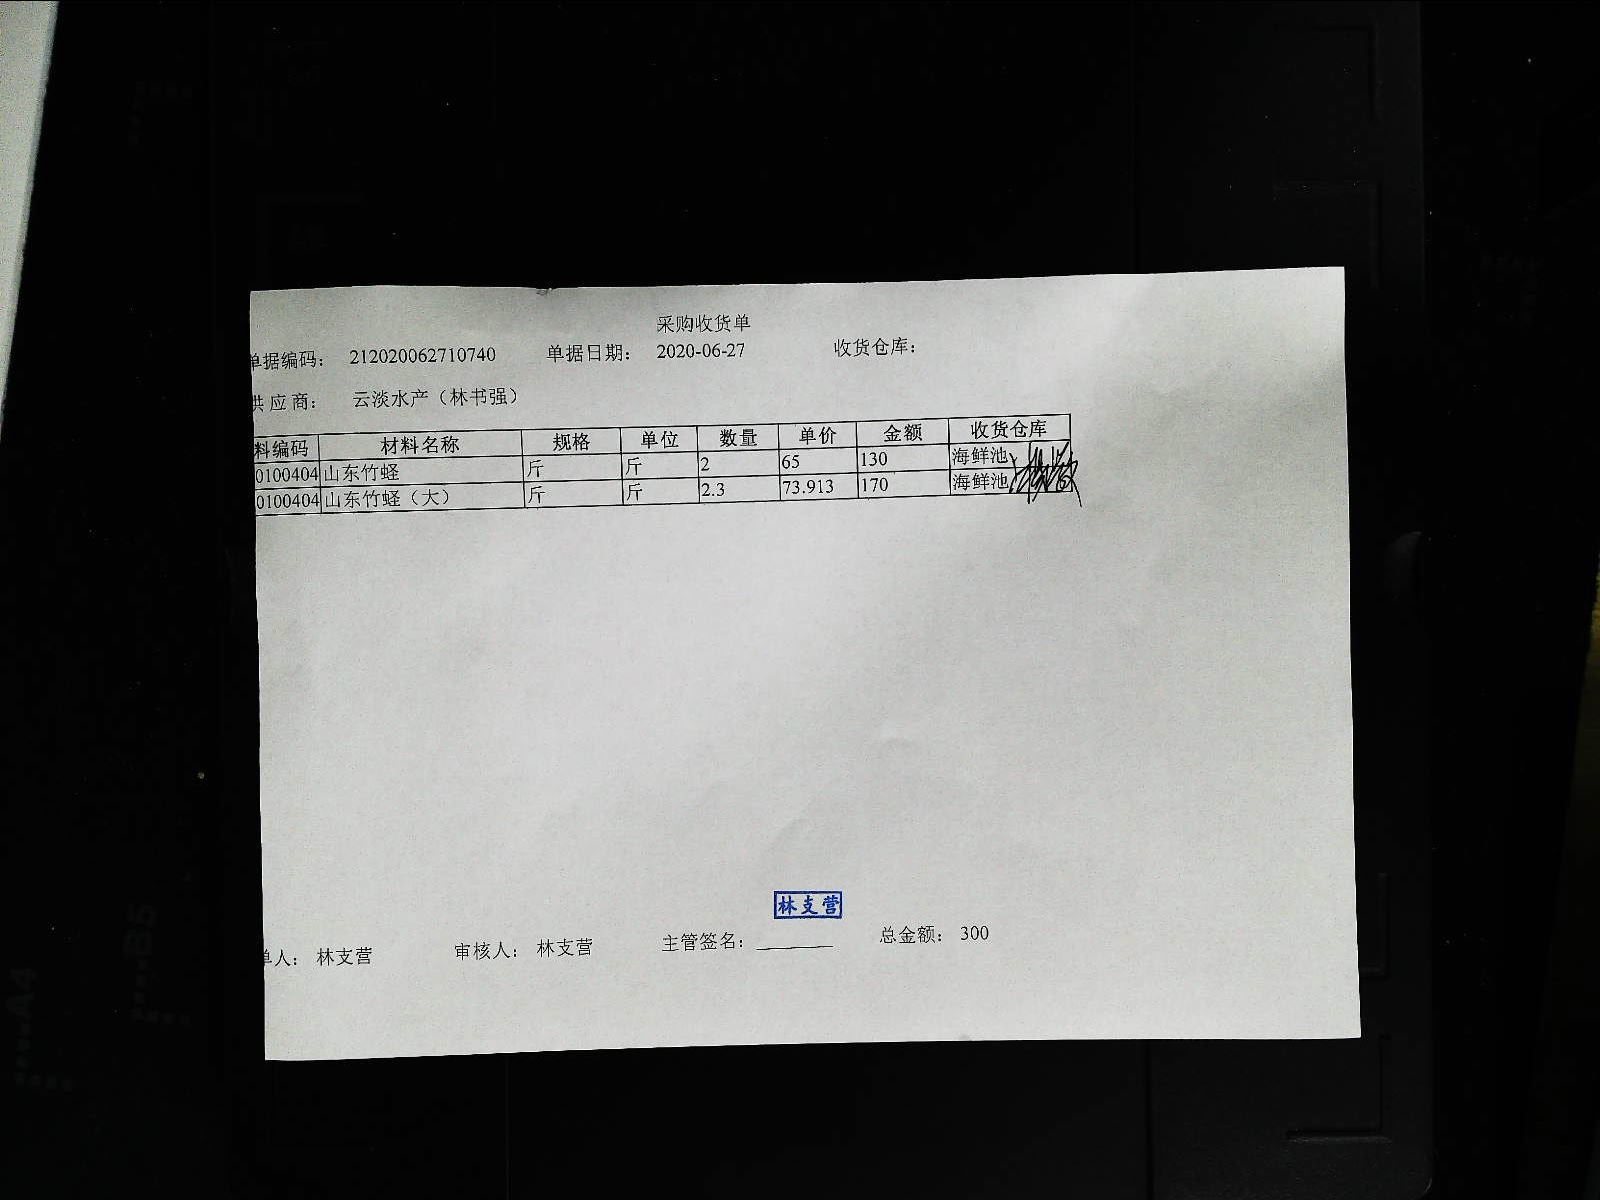 采购收货单
单据编码： 212020062710740 单据日期： 2020-06-27 收货仓库：
供应商： 云淡水产（林书强）
料编码 材料名称 规格 单位 数量 单价 金额 收货仓库
0100404 山东竹蛏 斤 斤 2 65 130 海鲜池
0100404 山东竹蛏（大） 斤 斤 2.3 73.913 170 海鲜池
林支营
单人： 林支营 审核人： 林支营 主管签名： 总金额： 300